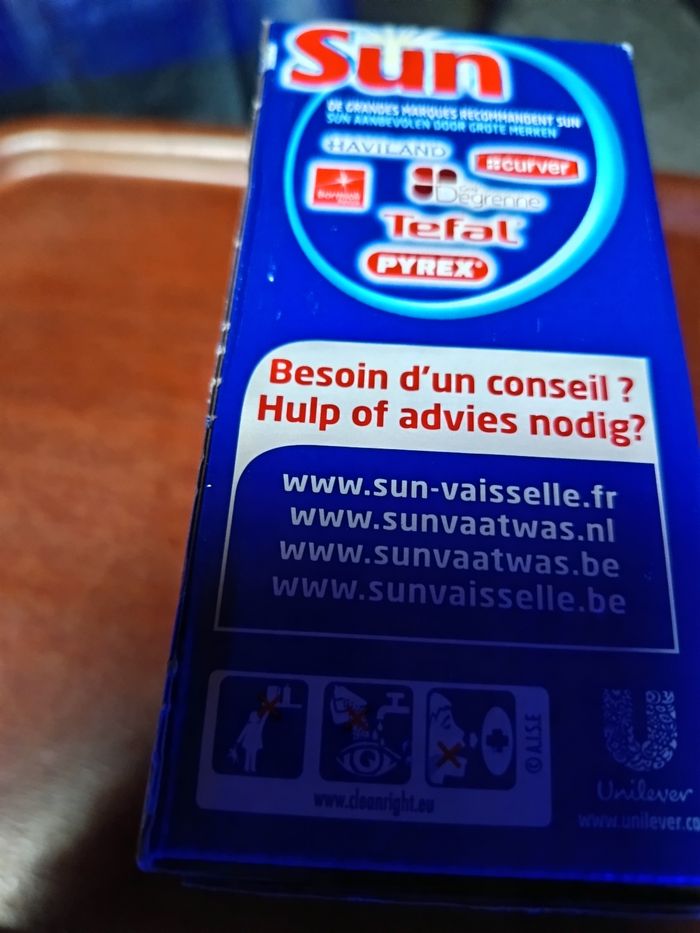 Sun
DE GRANDES MARQUES RECOMMANDENT SUN
SUN AANBEVOLEN DOOR GROTE MERKEN
HAVILAND
curver
Guy Degrenne
Tefal
PYREX®
Besoin d'un conseil ?
Hulp of advies nodig?
www.sun-vaisselle.fr
www.sunvaatwas.nl
www.sunvaatwas.be
www.sunvaisselle.be
© A.I.S.E
www.cleanright.eu
Unilever
www.unilever.co